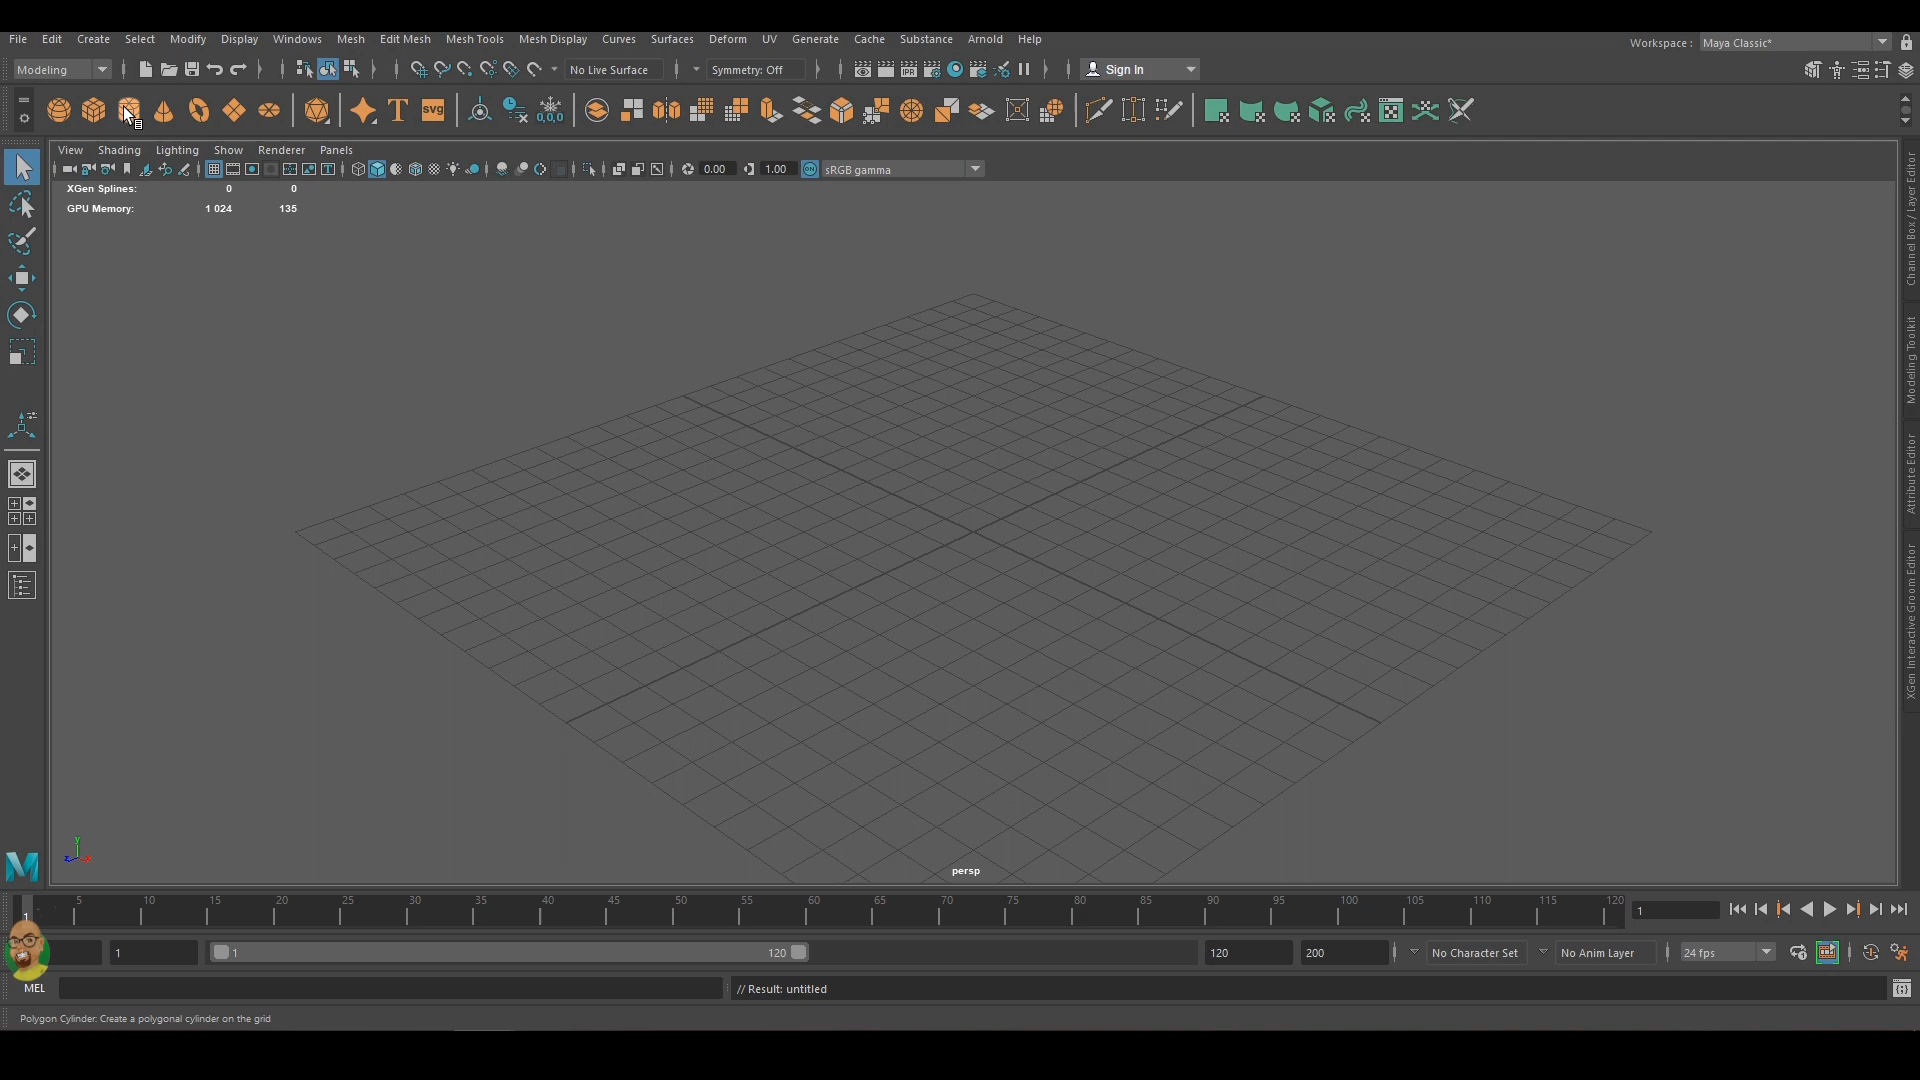 File Edit Create Select Modify Display Windows Mesh Edit Mesh Mesh Tools Mesh Display Curves Surfaces Deform UV Generate Cache Substance Arnold Help
Workspace : Maya Classic*
Modeling No Live Surface Symmetry: Off IPR Sign In
T SVG 0,0,0
View Shading Lighting Show Renderer Panels
0.00 1.00 ON sRGB gamma
XGen Splines: 0 0
GPU Memory: 1 024 135
Channel Box / Layer Editor
Modeling Toolkit
Attribute Editor
XGen Interactive Groom Editor
y
z x
persp
M
1 5 10 15 20 25 30 35 40 45 50 55 60 65 70 75 80 85 90 95 100 105 110 115 120 1
1 1 120 120 200 No Character Set No Anim Layer 24 fps
MEL // Result: untitled
Polygon Cylinder: Create a polygonal cylinder on the grid